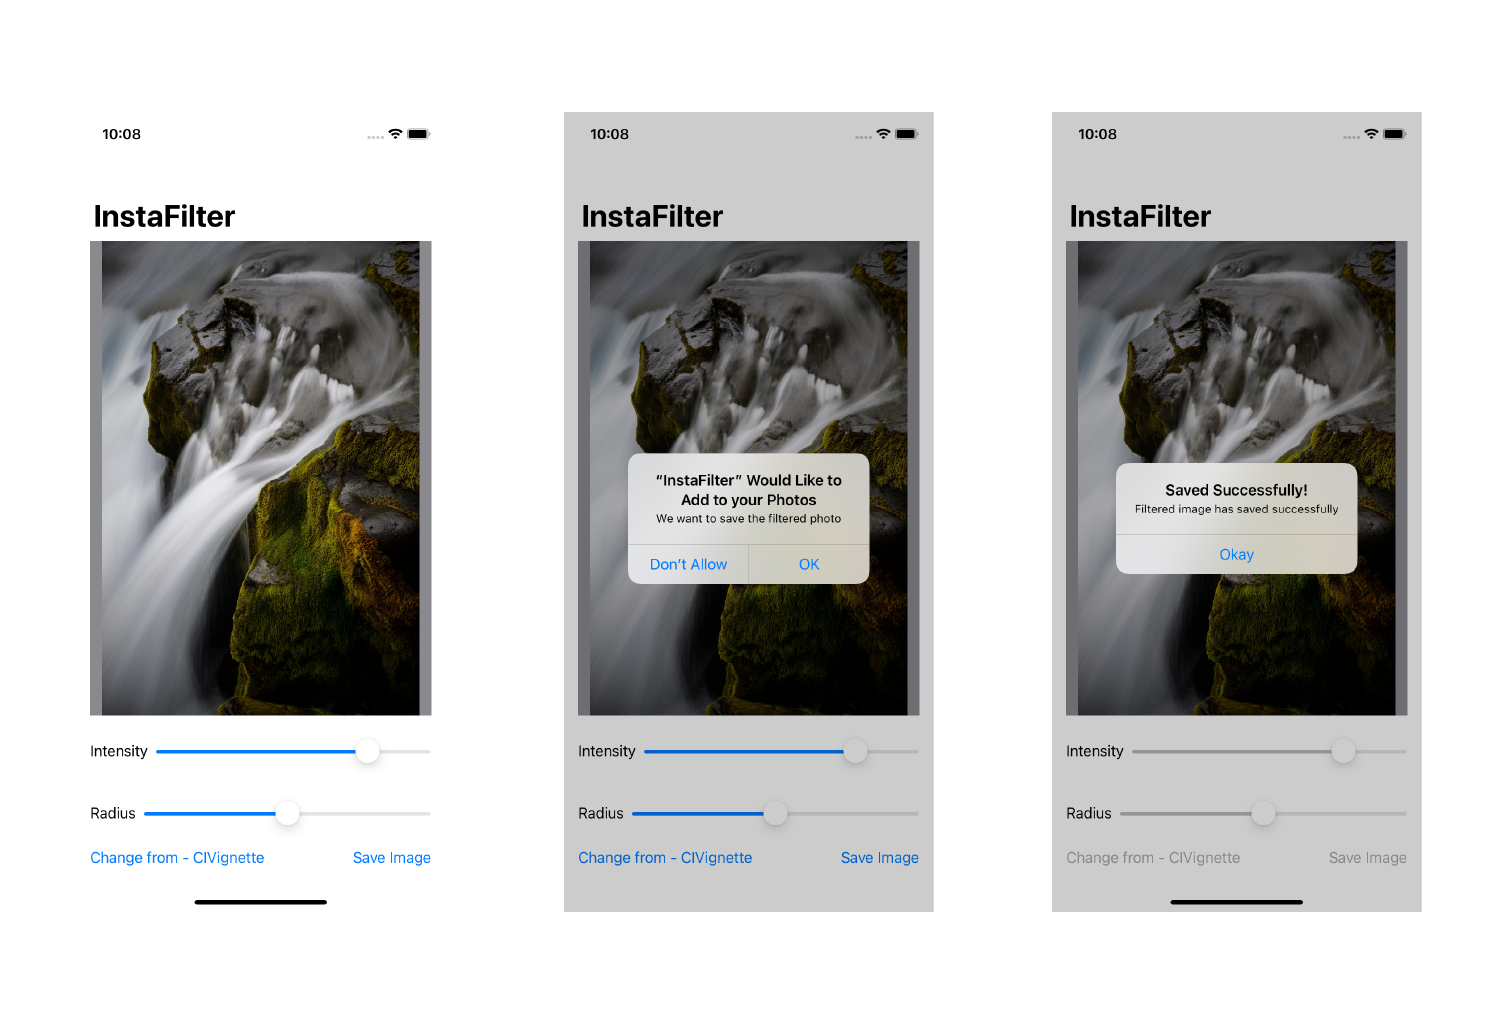 10:08
InstaFilter
Intensity
Radius
Change from - CIVignette
Save Image
10:08
InstaFilter
“InstaFilter” Would Like to
Add to your Photos
We want to save the filtered photo
Don’t Allow
OK
Intensity
Radius
Change from - CIVignette
Save Image
10:08
InstaFilter
Saved Successfully!
Filtered image has saved successfully
Okay
Intensity
Radius
Change from - CIVignette
Save Image